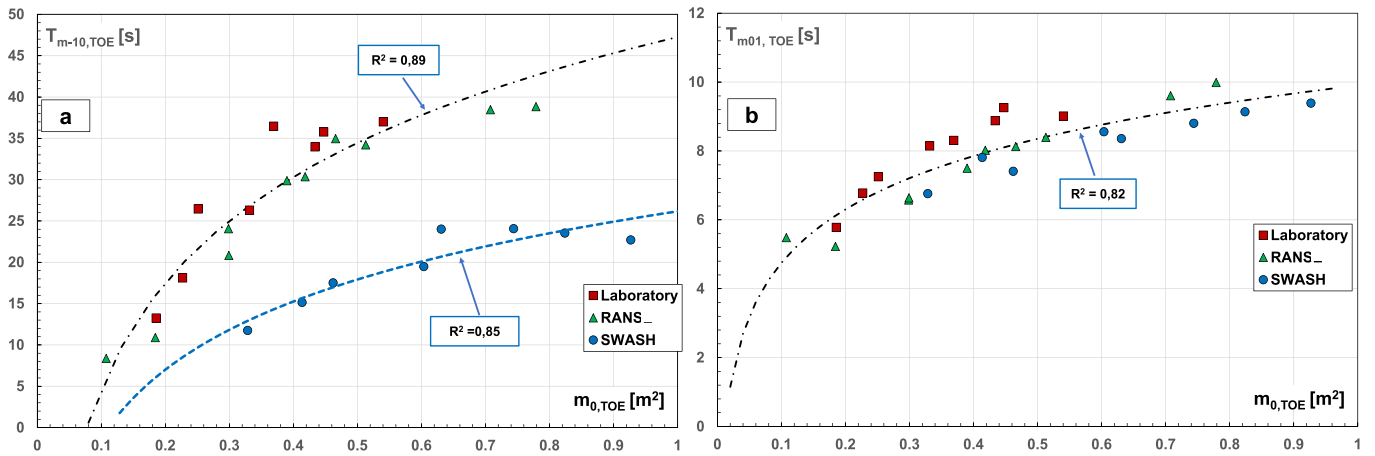 T_m-10,TOE [s]
50
45
40
35
30
25
20
15
10
5
0
a
R² = 0,89
R² =0,85
Laboratory
RANS_
SWASH
m_0,TOE [m²]
0 0.1 0.2 0.3 0.4 0.5 0.6 0.7 0.8 0.9 1
T_m01, TOE [s]
12
10
8
6
4
2
0
b
R² = 0,82
Laboratory
RANS_
SWASH
m_0,TOE [m²]
0 0.1 0.2 0.3 0.4 0.5 0.6 0.7 0.8 0.9 1